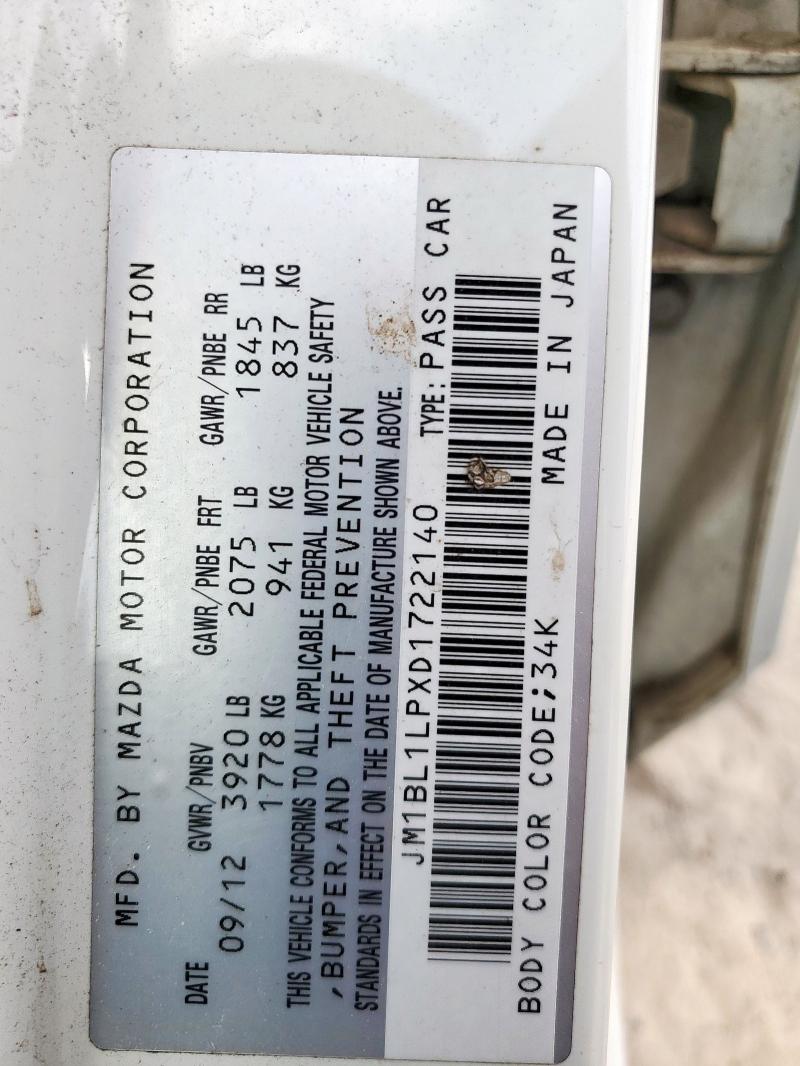 MFD. BY MAZDA MOTOR CORPORATION
DATE GVWR/PNBV GAWR/PNBE FRT GAWR/PNBE RR
09/12 3920 LB 2075 LB 1845 LB
1778 KG 941 KG 837 KG
THIS VEHICLE CONFORMS TO ALL APPLICABLE FEDERAL MOTOR VEHICLE SAFETY
,BUMPER,AND THEFT PREVENTION
STANDARDS IN EFFECT ON THE DATE OF MANUFACTURE SHOWN ABOVE.
JM1BL1LPXD1722140 TYPE: PASS CAR
BODY COLOR CODE;34K MADE IN JAPAN